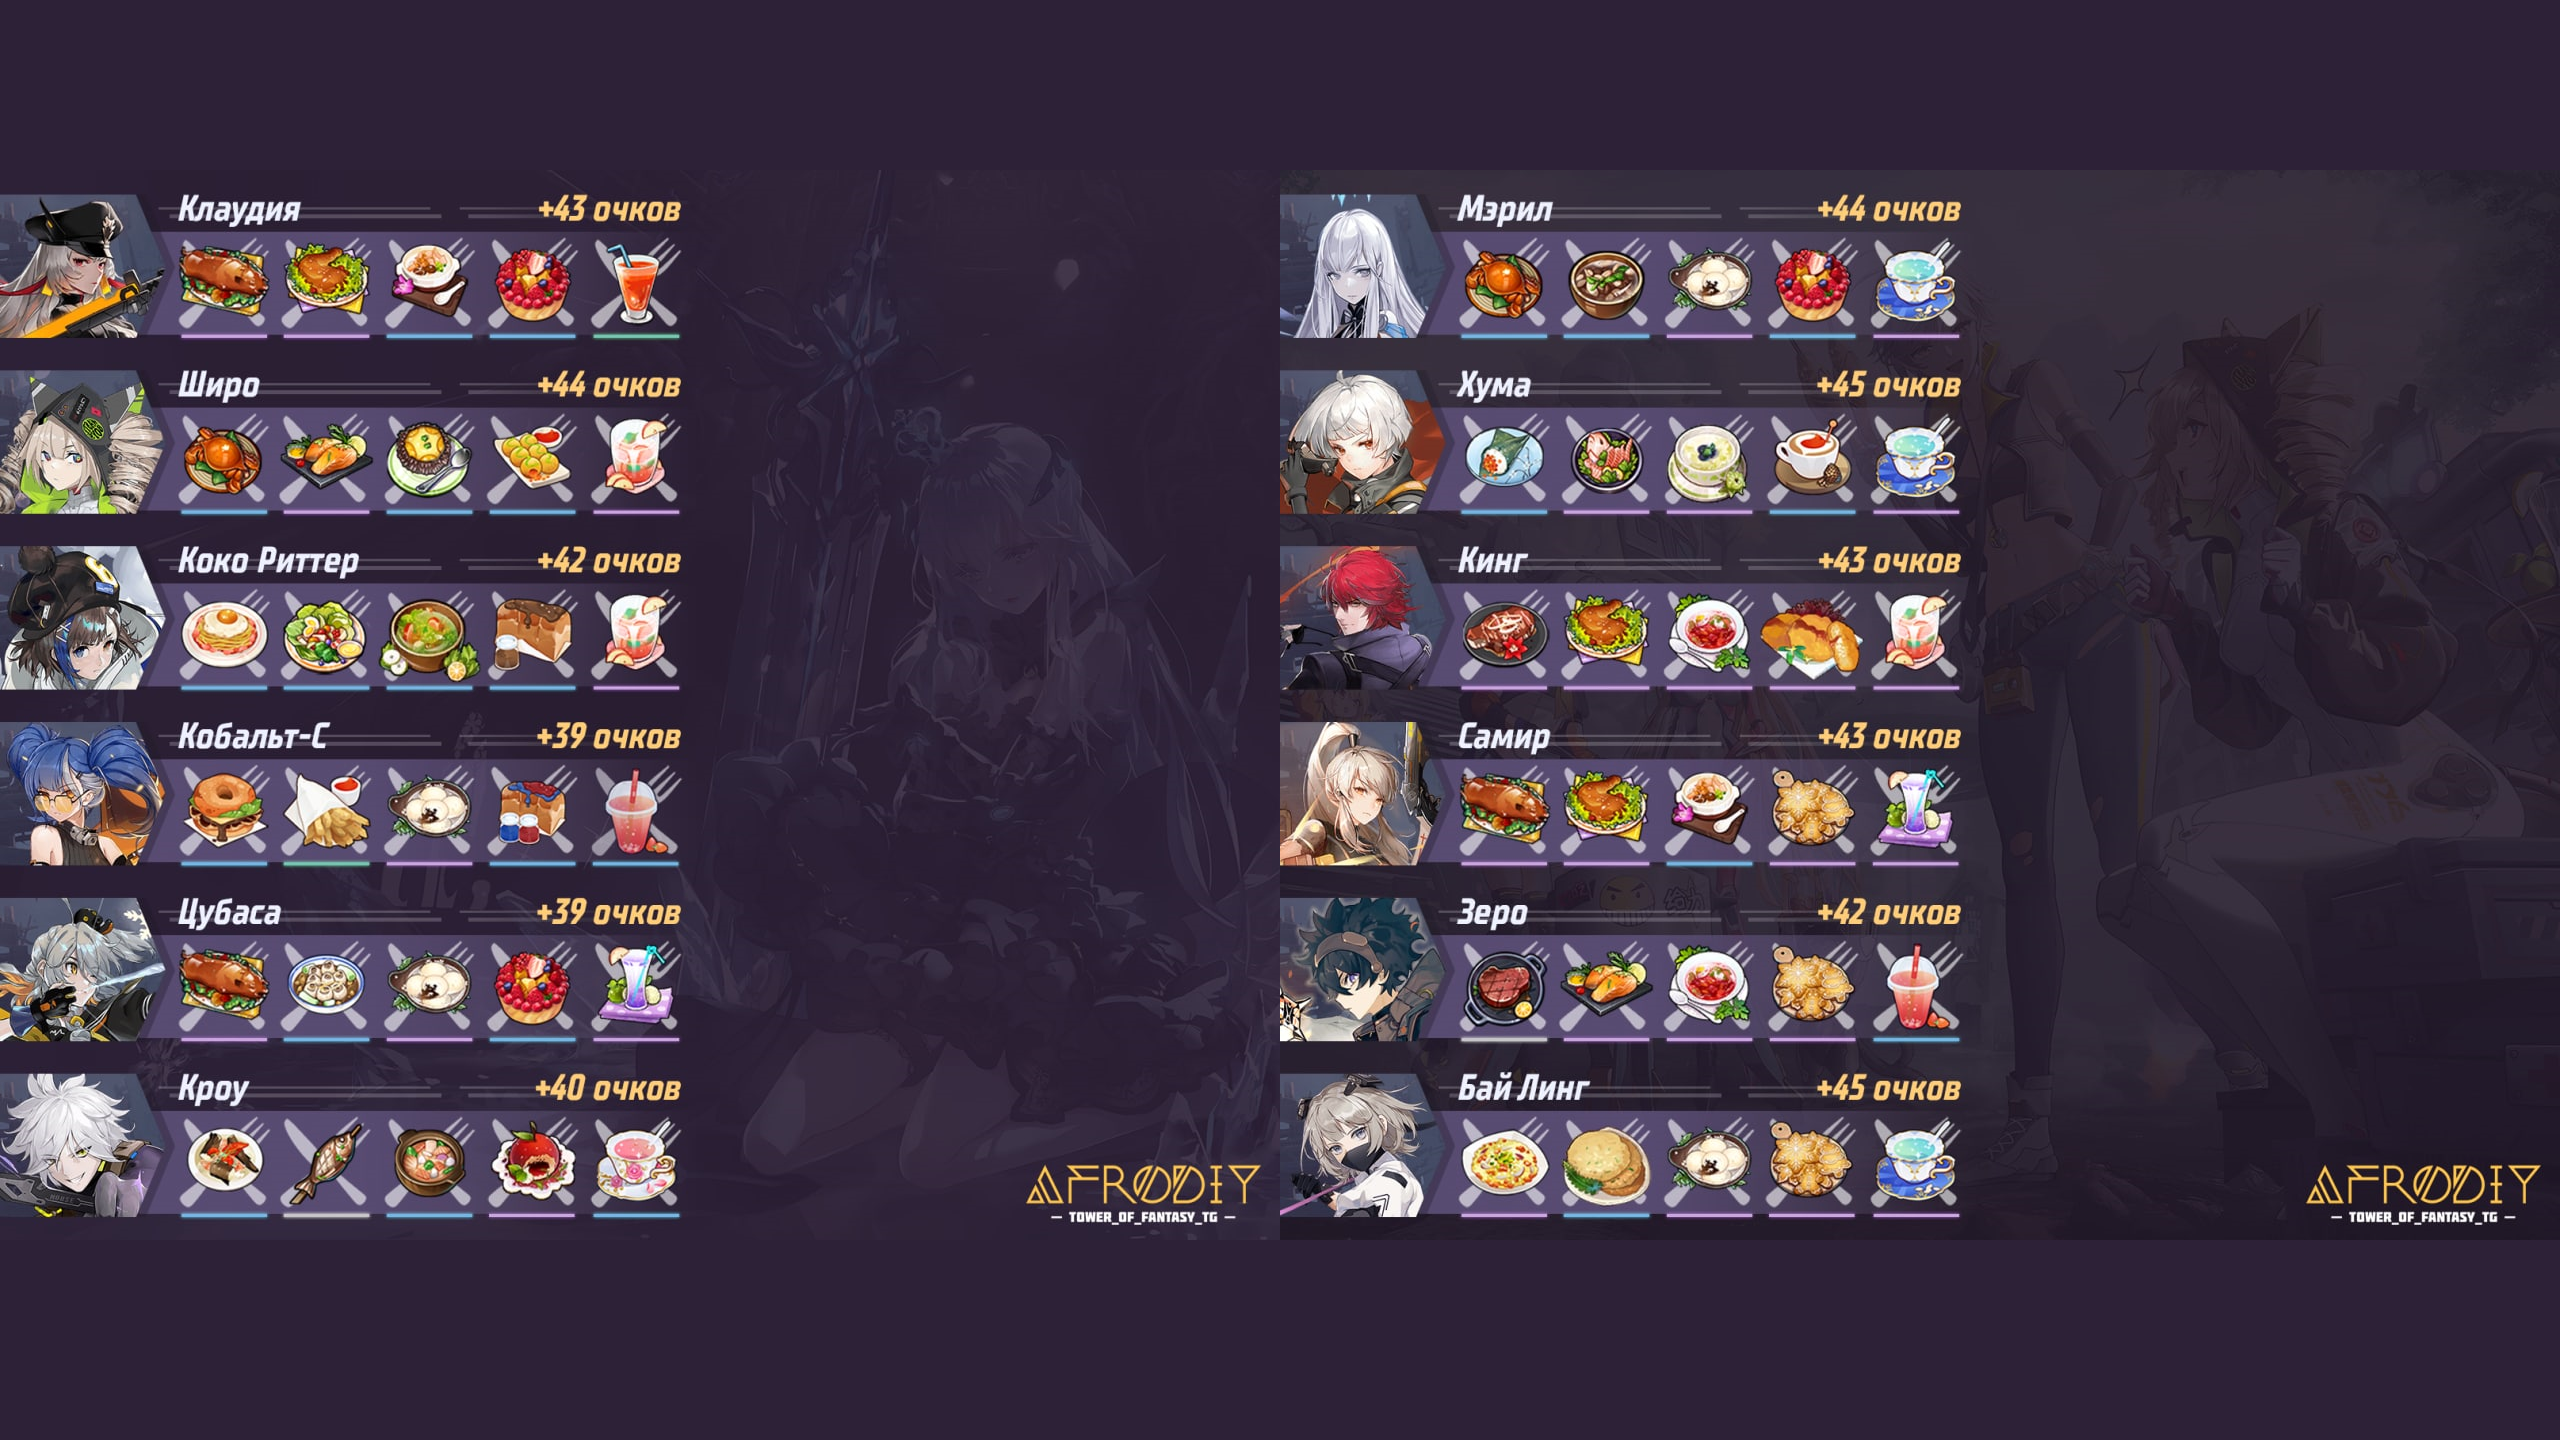 Клаудия +43 очков
Широ +44 очков
Коко Риттер +42 очков
Кобальт-С +39 очков
Цубаса +39 очков
Кроу +40 очков
AFRODIY
— TOWER_OF_FANTASY_TG —
Мэрил +44 очков
Хума +45 очков
Кинг +43 очков
Самир +43 очков
Зеро +42 очков
Бай Линг +45 очков
AFRODIY
— TOWER_OF_FANTASY_TG —